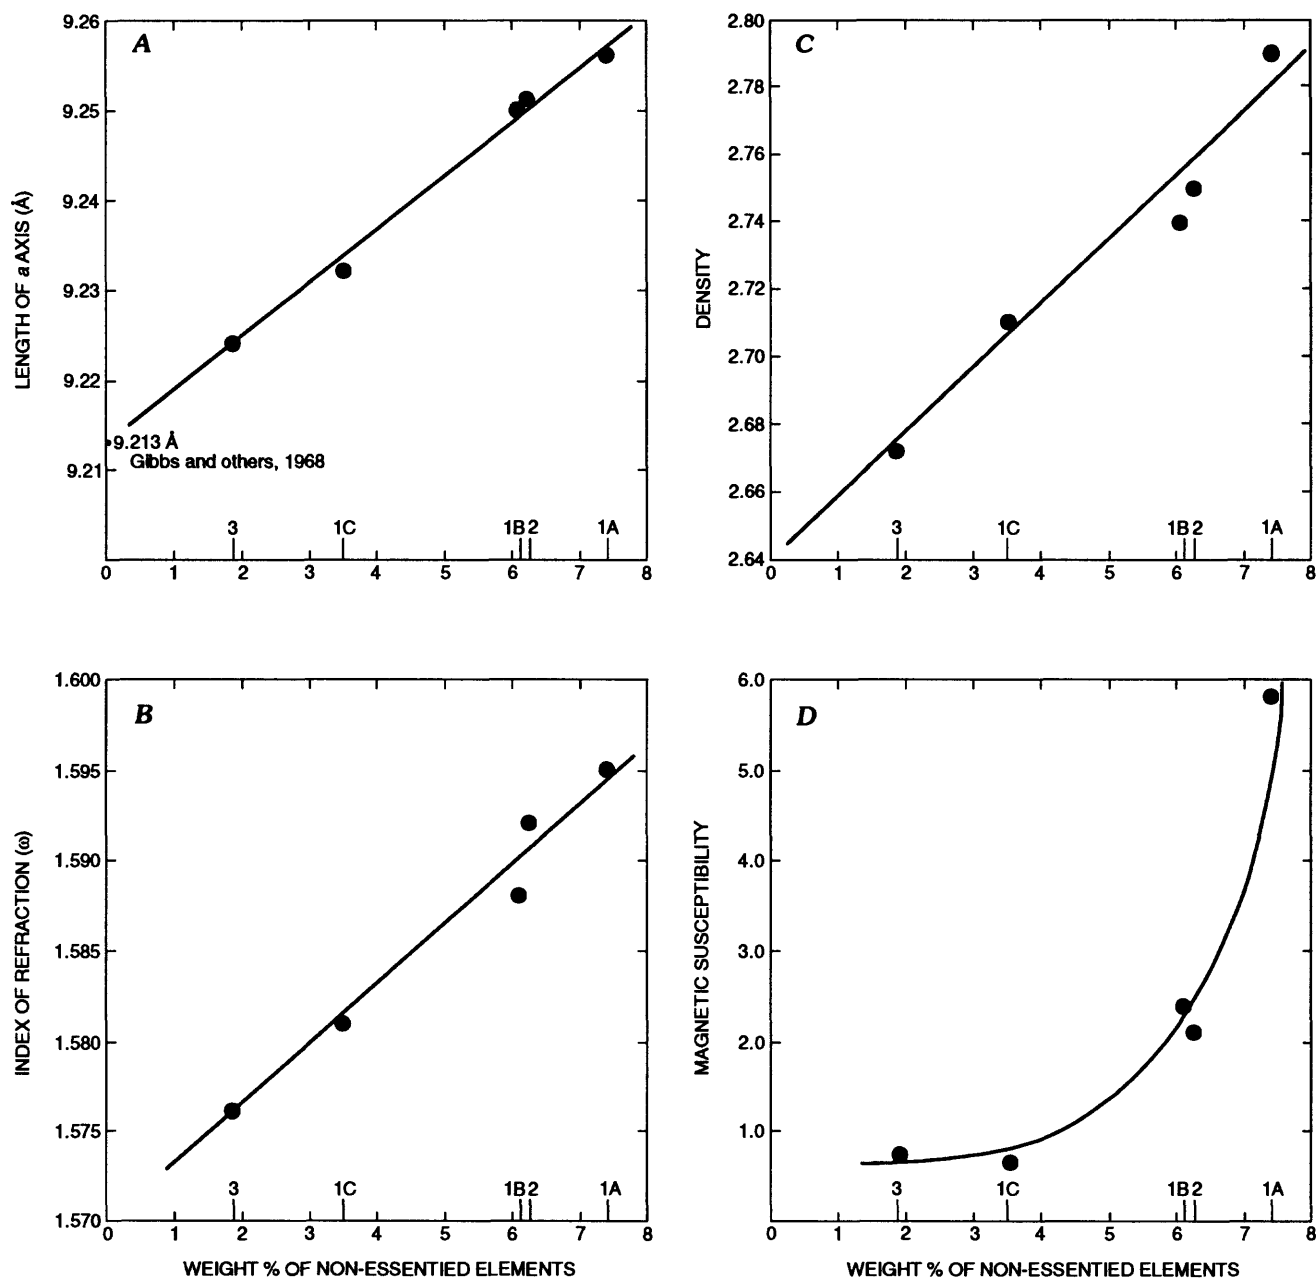 A
9.26
9.25
9.24
9.23
9.22
9.21
LENGTH OF a AXIS (Å)
9.213 Å
Gibbs and others, 1968
3 1C 1B 2 1A
0 1 2 3 4 5 6 7 8
C
2.80
2.78
2.76
2.74
2.72
2.70
2.68
2.66
2.64
DENSITY
3 1C 1B 2 1A
0 1 2 3 4 5 6 7 8
B
1.600
1.595
1.590
1.585
1.580
1.575
1.570
INDEX OF REFRACTION (ω)
3 1C 1B 2 1A
0 1 2 3 4 5 6 7 8
WEIGHT % OF NON-ESSENTIED ELEMENTS
D
6.0
5.0
4.0
3.0
2.0
1.0
MAGNETIC SUSCEPTIBILITY
3 1C 1B 2 1A
0 1 2 3 4 5 6 7 8
WEIGHT % OF NON-ESSENTIED ELEMENTS